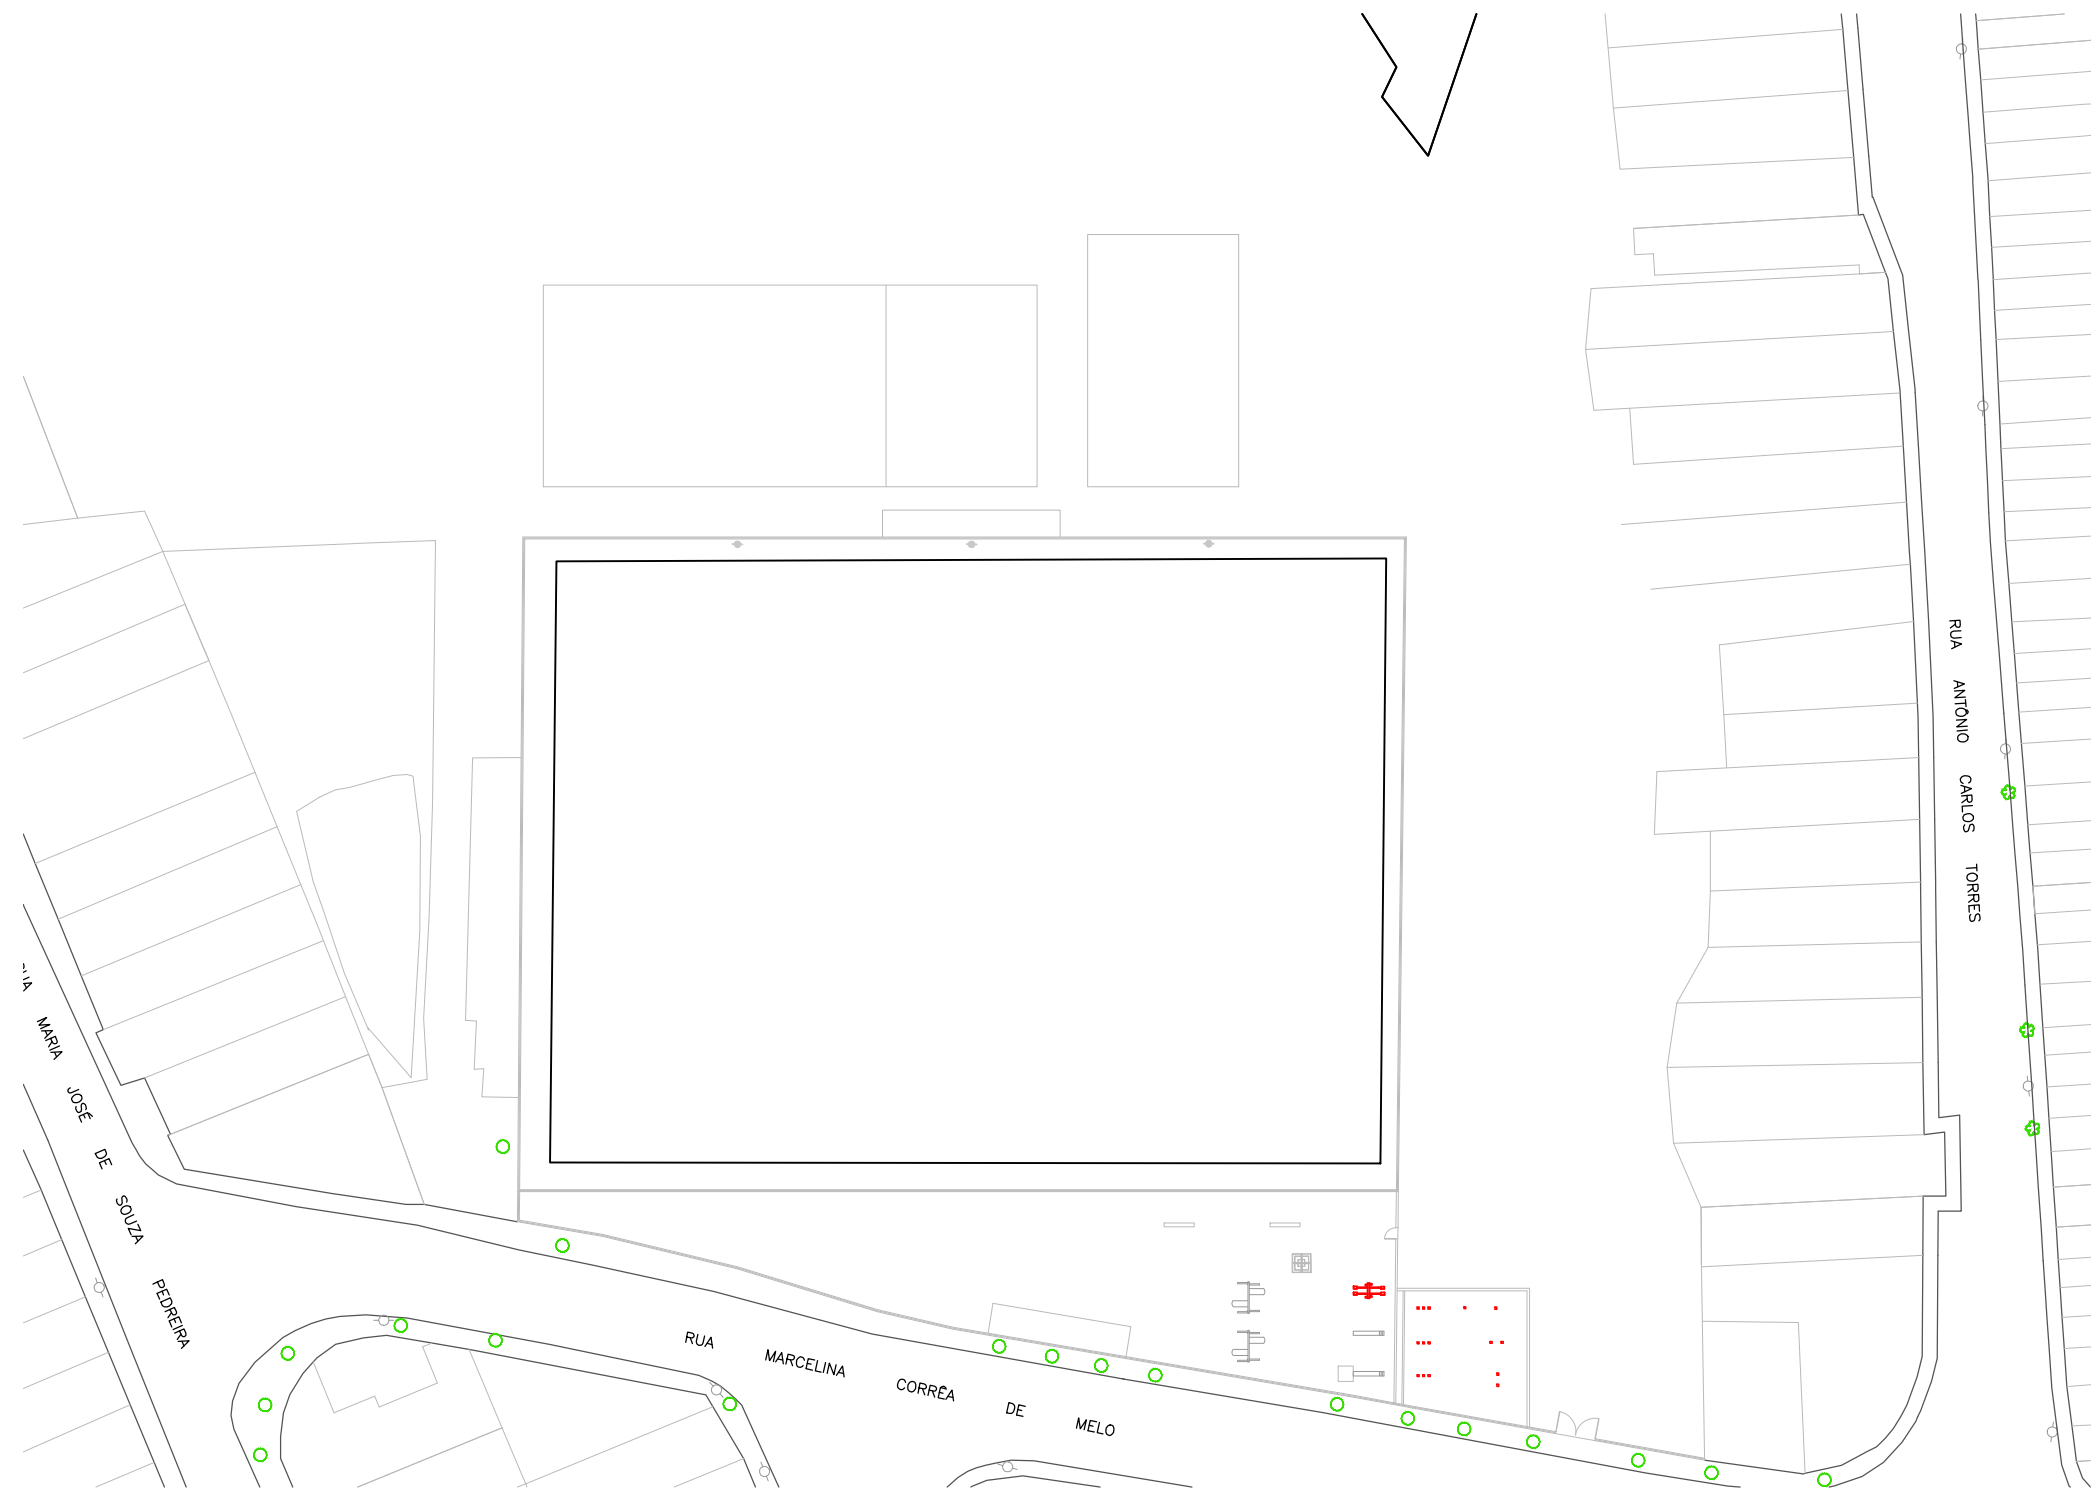 RUA ANTÔNIO CARLOS TORRES
MARIA JOSÉ DE SOUZA PEDREIRA
RUA MARCELINA CORRÊA DE MELO